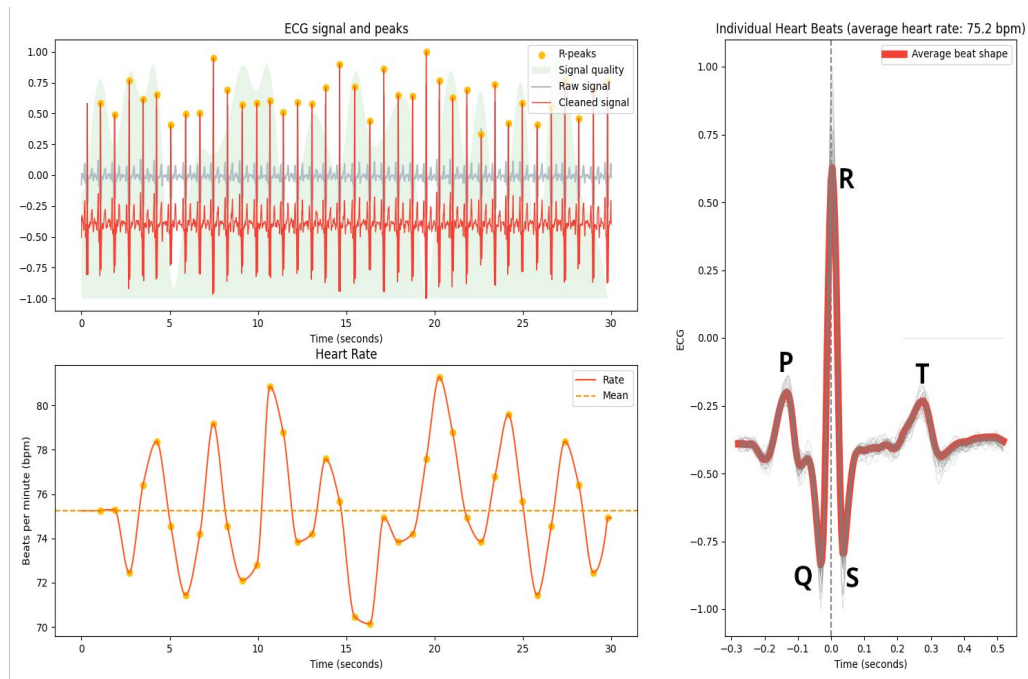 ECG signal and peaks
1.00
0.75
0.50
0.25
0.00
−0.25
−0.50
−0.75
−1.00
R-peaks
Signal quality
Raw signal
Cleaned signal
0 5 10 15 20 25 30
Time (seconds)
Heart Rate
Beats per minute (bpm)
80
78
76
74
72
70
Rate
Mean
0 5 10 15 20 25 30
Time (seconds)
Individual Heart Beats (average heart rate: 75.2 bpm)
Average beat shape
ECG
1.00
0.75
0.50
0.25
0.00
−0.25
−0.50
−0.75
−1.00
R
P
T
Q
S
−0.3 −0.2 −0.1 0.0 0.1 0.2 0.3 0.4 0.5
Time (seconds)